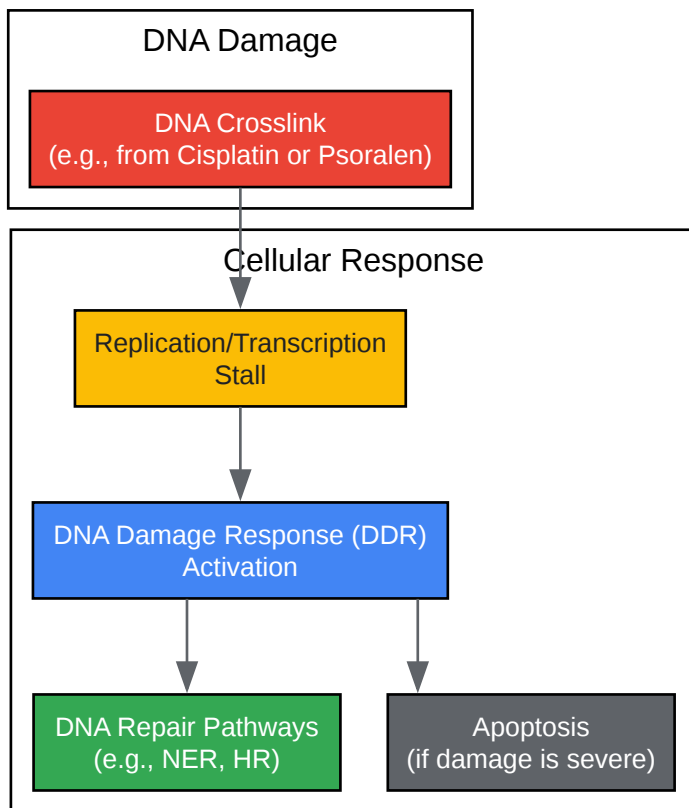 DNA Damage
DNA Crosslink
(e.g., from Cisplatin or Psoralen)
Cellular Response
Replication/Transcription
Stall
DNA Damage Response (DDR)
Activation
DNA Repair Pathways
(e.g., NER, HR)
Apoptosis
(if damage is severe)